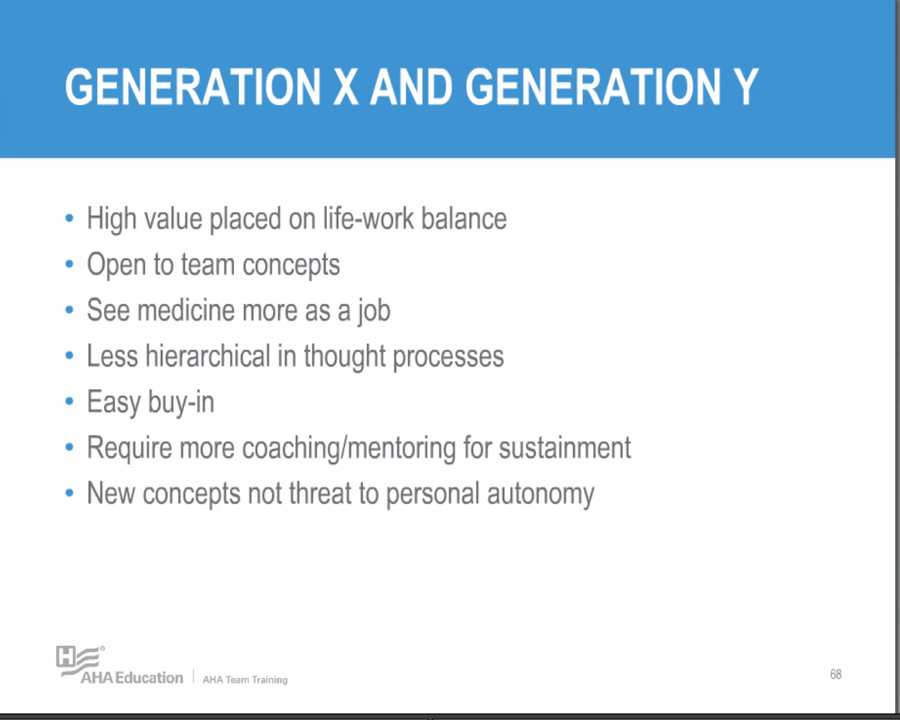 GENERATION X AND GENERATION Y
• High value placed on life-work balance
• Open to team concepts
• See medicine more as a job
• Less hierarchical in thought processes
• Easy buy-in
• Require more coaching/mentoring for sustainment
• New concepts not threat to personal autonomy
H
AHA Education | AHA Team Training
68